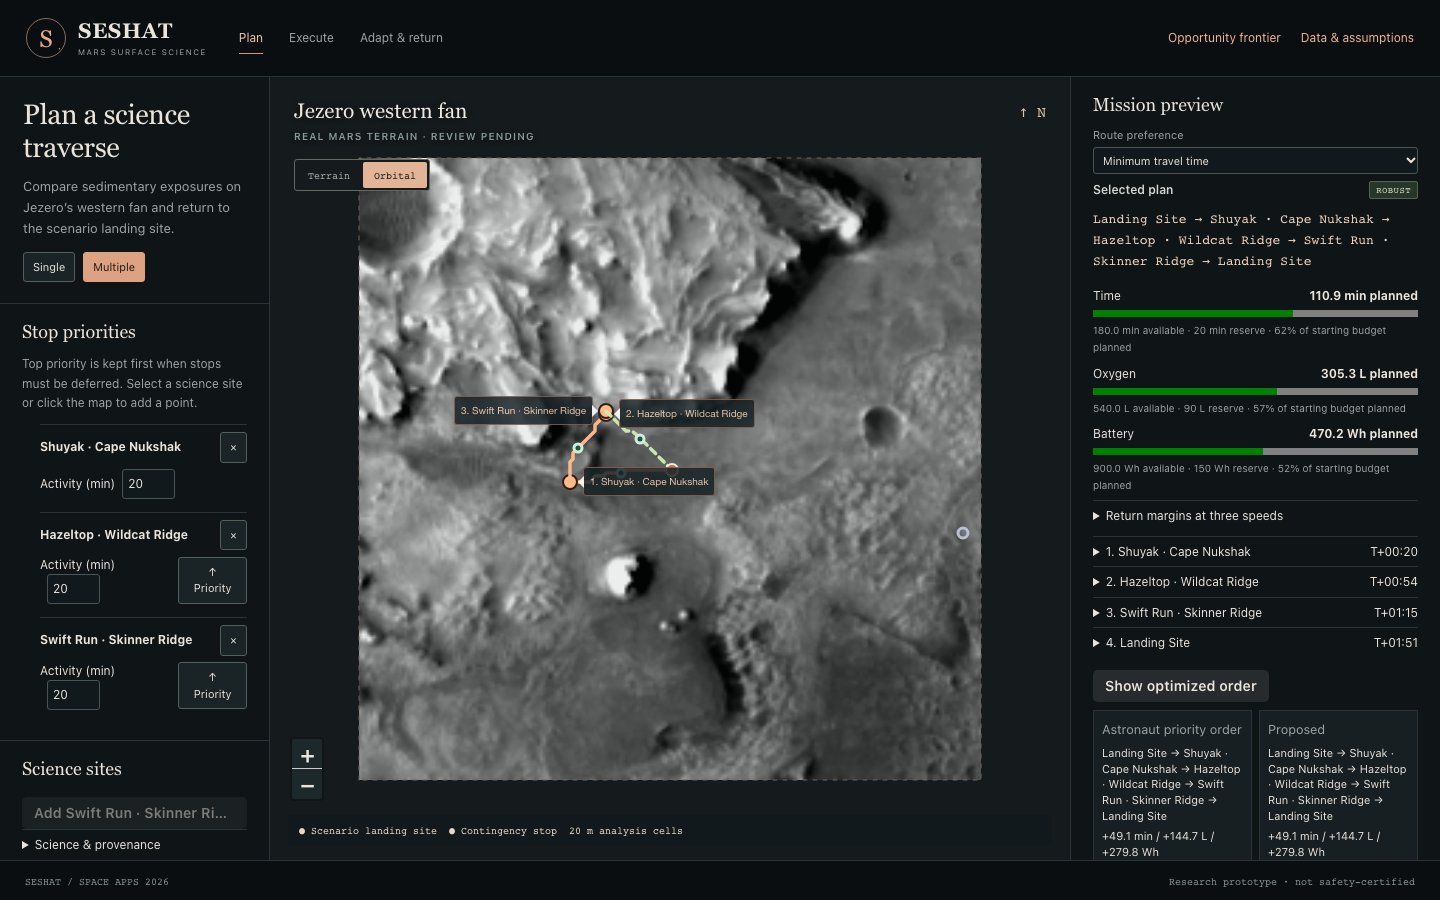 S
SESHAT
MARS SURFACE SCIENCE
Plan
Execute
Adapt & return
Opportunity frontier
Data & assumptions
Plan a science
traverse
Compare sedimentary exposures on
Jezero's western fan and return to
the scenario landing site.
Single
Multiple
Stop priorities
Top priority is kept first when stops
must be deferred. Select a science site
or click the map to add a point.
Shuyak · Cape Nukshak
×
Activity (min) 20
Hazeltop · Wildcat Ridge
×
Activity (min)
20
↑
Priority
Swift Run · Skinner Ridge
×
Activity (min)
20
↑
Priority
Science sites
Add Swift Run · Skinner Ri...
Science & provenance
Jezero western fan
↑ N
REAL MARS TERRAIN · REVIEW PENDING
Terrain
Orbital
3. Swift Run · Skinner Ridge
2. Hazeltop · Wildcat Ridge
1. Shuyak · Cape Nukshak
+
−
Scenario landing site
Contingency stop
20 m analysis cells
Mission preview
Route preference
Minimum travel time
Selected plan
ROBUST
Landing Site → Shuyak · Cape Nukshak →
Hazeltop · Wildcat Ridge → Swift Run ·
Skinner Ridge → Landing Site
Time 110.9 min planned
180.0 min available · 20 min reserve · 62% of starting budget
planned
Oxygen 305.3 L planned
540.0 L available · 90 L reserve · 57% of starting budget planned
Battery 470.2 Wh planned
900.0 Wh available · 150 Wh reserve · 52% of starting budget
planned
Return margins at three speeds
1. Shuyak · Cape Nukshak T+00:20
2. Hazeltop · Wildcat Ridge T+00:54
3. Swift Run · Skinner Ridge T+01:15
4. Landing Site T+01:51
Show optimized order
Astronaut priority order
Landing Site → Shuyak ·
Cape Nukshak → Hazeltop
· Wildcat Ridge → Swift
Run · Skinner Ridge →
Landing Site
+49.1 min / +144.7 L /
+279.8 Wh
Proposed
Landing Site → Shuyak ·
Cape Nukshak → Hazeltop
· Wildcat Ridge → Swift
Run · Skinner Ridge →
Landing Site
+49.1 min / +144.7 L /
+279.8 Wh
SESHAT / SPACE APPS 2026
Research prototype · not safety-certified